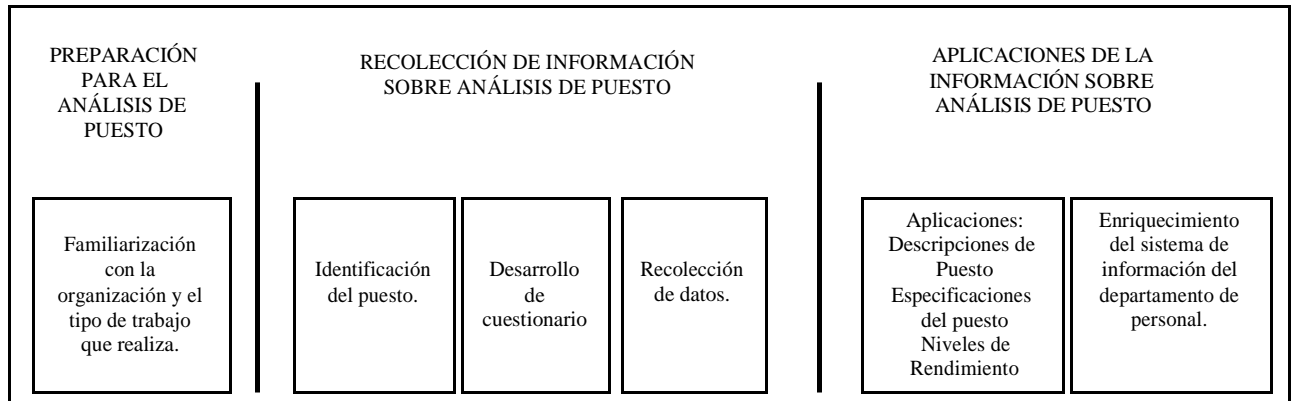 PREPARACIÓN
PARA EL
ANÁLISIS DE
PUESTO
RECOLECCIÓN DE INFORMACIÓN
SOBRE ANÁLISIS DE PUESTO
APLICACIONES DE LA
INFORMACIÓN SOBRE
ANÁLISIS DE PUESTO
Familiarización
con la
organización y el
tipo de trabajo
que realiza.
Identificación
del puesto.
Desarrollo
de
cuestionario
Recolección
de datos.
Aplicaciones:
Descripciones de
Puesto
Especificaciones
del puesto
Niveles de
Rendimiento
Enriquecimiento
del sistema de
información del
departamento de
personal.